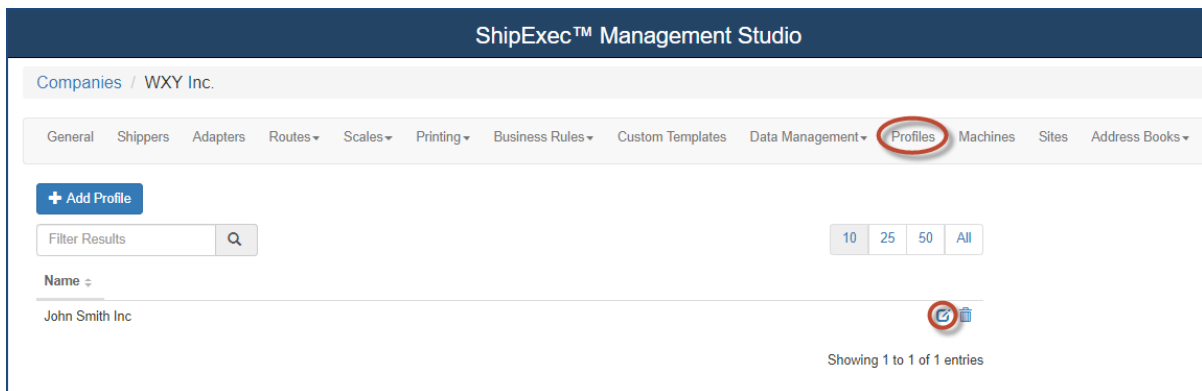 ShipExec™ Management Studio
Companies / WXY Inc.
General Shippers Adapters Routes Scales Printing Business Rules Custom Templates Data Management Profiles Machines Sites Address Books
Add Profile
Filter Results 10 25 50 All
Name
John Smith Inc
Showing 1 to 1 of 1 entries